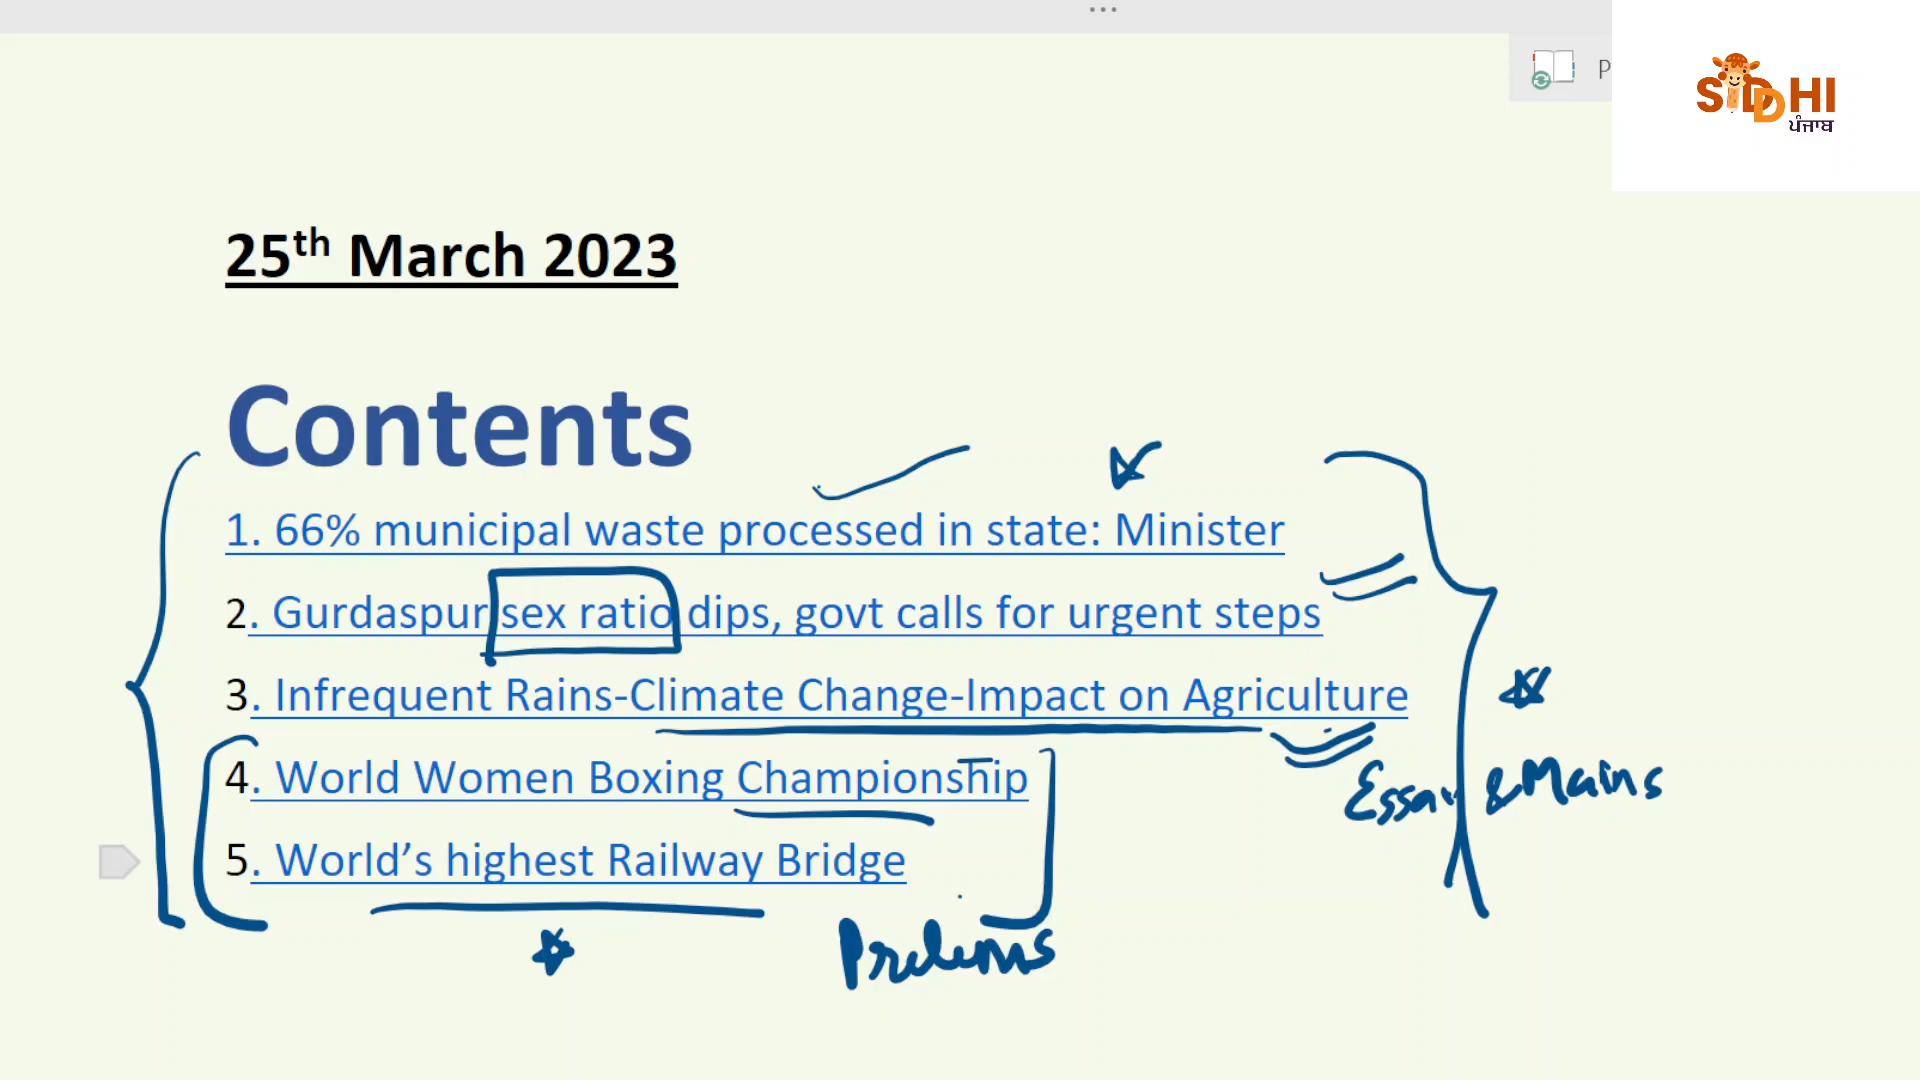 P
SIDDHI
ਪੰਜਾਬ
25th March 2023
Contents
1. 66% municipal waste processed in state: Minister
2. Gurdaspur sex ratio dips, govt calls for urgent steps
3. Infrequent Rains-Climate Change-Impact on Agriculture
4. World Women Boxing Championship
Essay & Mains
5. World’s highest Railway Bridge
Prelims